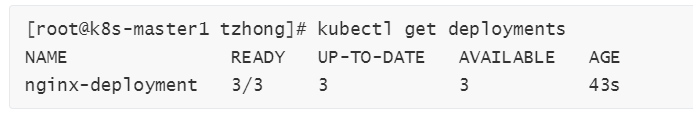 [root@k8s-master1 tzhong]# kubectl get deployments
NAME READY UP-TO-DATE AVAILABLE AGE
nginx-deployment 3/3 3 3 43s